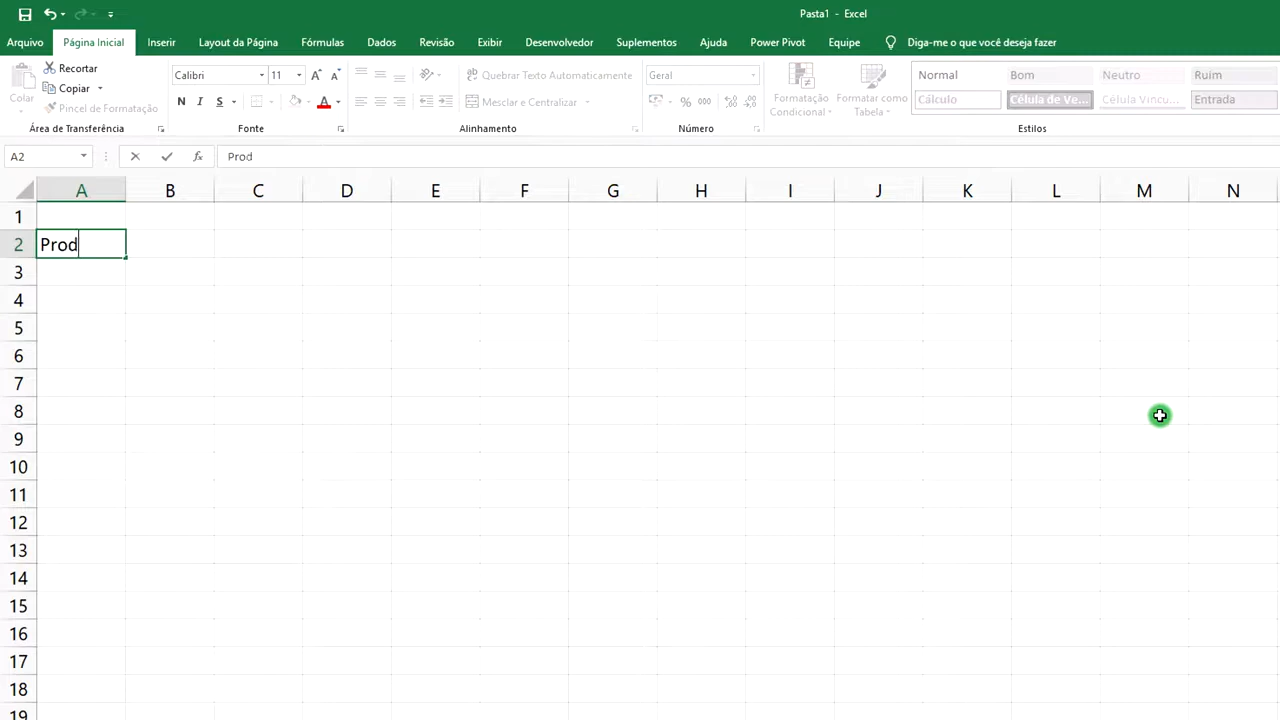 Pasta1 - Excel
Arquivo Página Inicial Inserir Layout da Página Fórmulas Dados Revisão Exibir Desenvolvedor Suplementos Ajuda Power Pivot Equipe Diga-me o que você deseja fazer
Colar
Recortar
Copiar
Pincel de Formatação
Área de Transferência
Calibri 11
N I S
Fonte
Quebrar Texto Automaticamente
Mesclar e Centralizar
Alinhamento
Geral
% 000
Número
Formatação
Condicional
Formatar como
Tabela
Normal Bom Neutro Ruim
Cálculo Célula de Ve... Célula Vincu... Entrada
Estilos
A2 fx Prod
A B C D E F G H I J K L M N
1
2 Prod
3
4
5
6
7
8
9
10
11
12
13
14
15
16
17
18
19